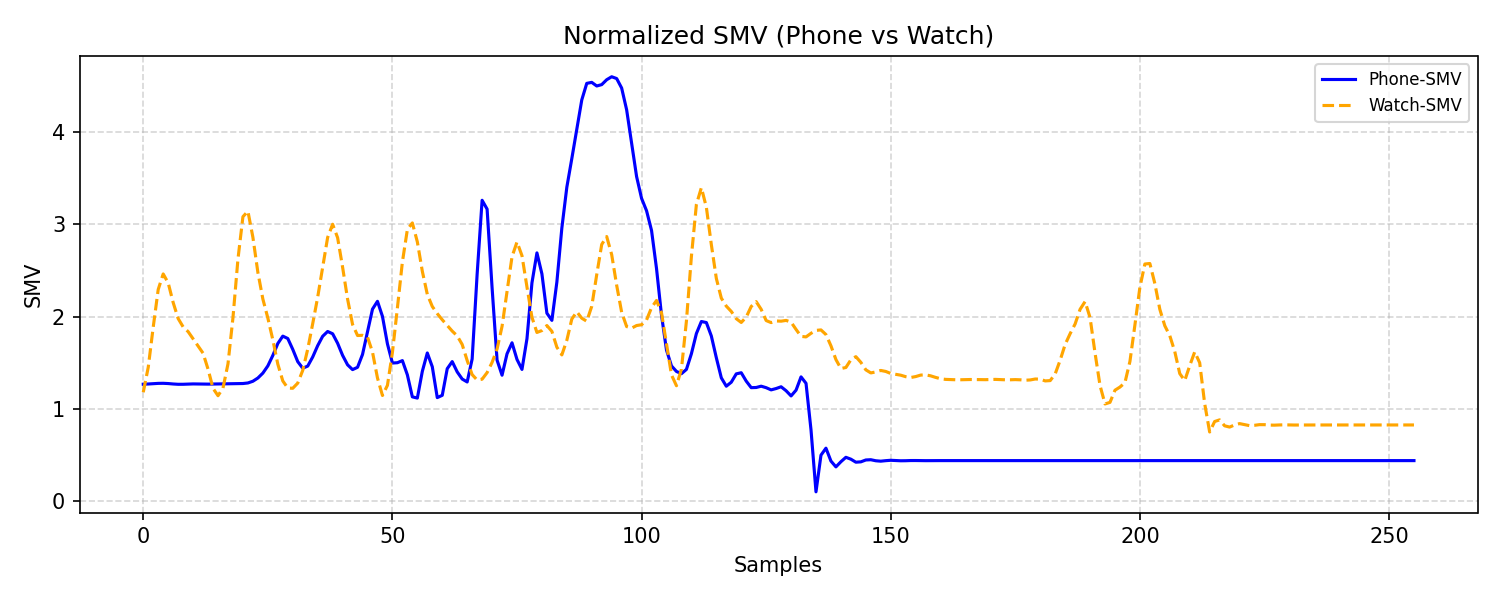 Normalized SMV (Phone vs Watch)
Phone-SMV
Watch-SMV
SMV
4
3
2
1
0
0 50 100 150 200 250
Samples